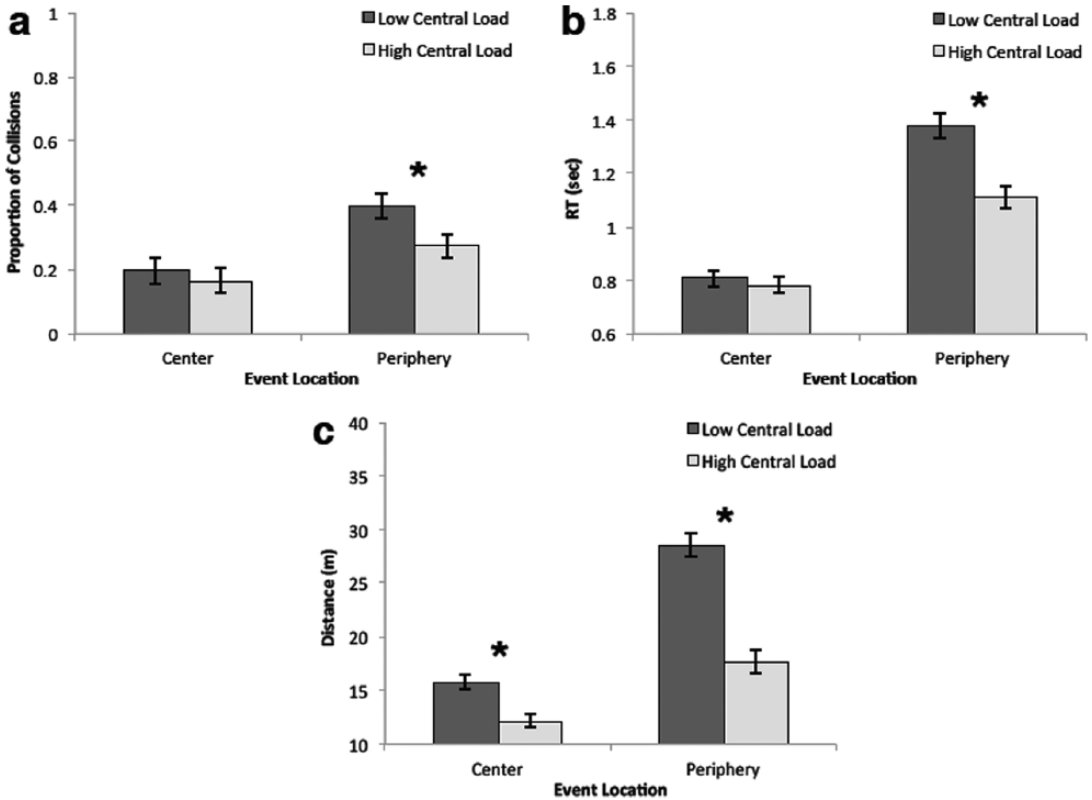 a
Low Central Load
High Central Load
Proportion of Collisions
1
0.8
0.6
0.4
0.2
0
*
Center
Periphery
Event Location
b
Low Central Load
High Central Load
RT (sec)
1.8
1.6
1.4
1.2
1
0.8
0.6
*
Center
Periphery
Event Location
c
Low Central Load
High Central Load
Distance (m)
40
35
30
25
20
15
10
*
*
Center
Periphery
Event Location